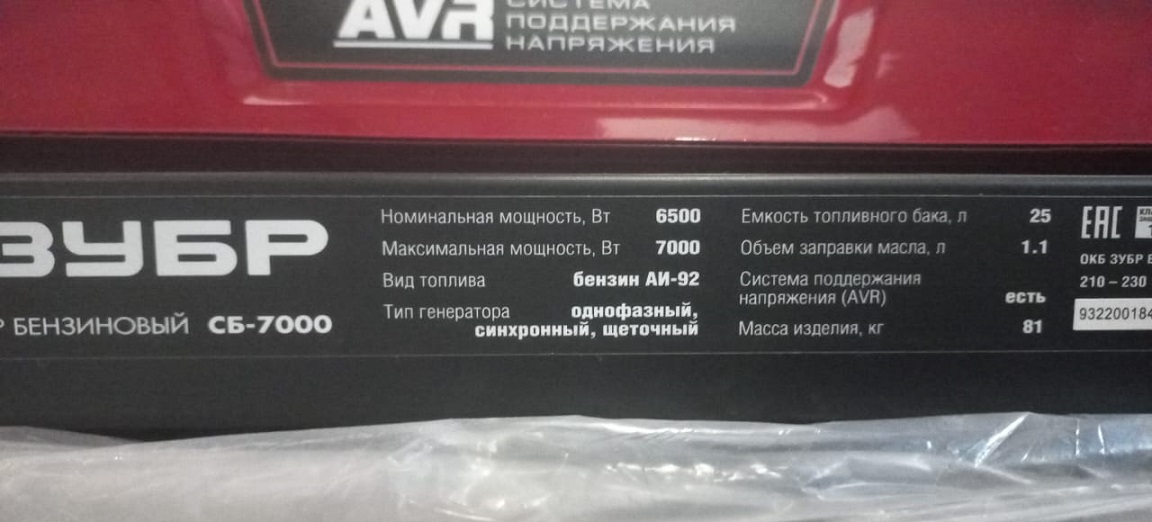 AVR
СИСТЕМА
ПОДДЕРЖАНИЯ
НАПРЯЖЕНИЯ
ЗУБР
БЕНЗИНОВЫЙ СБ-7000
Номинальная мощность, Вт 6500
Максимальная мощность, Вт 7000
Вид топлива бензин АИ-92
Тип генератора однофазный,
синхронный, щеточный
Емкость топливного бака, л 25
Объем заправки масла, л 1.1
Система поддержания
напряжения (AVR) есть
Масса изделия, кг 81
EAC
ОКБ ЗУБР
210 – 230
932200184